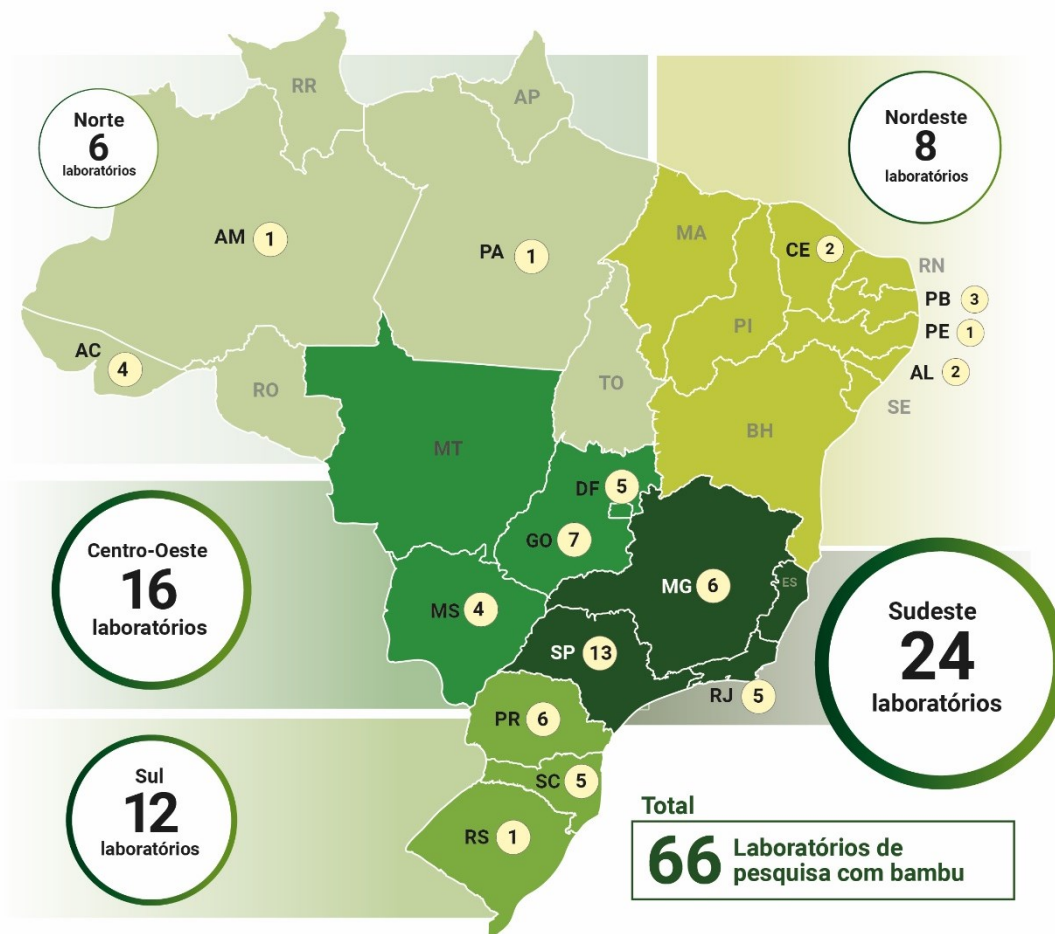 RR
AP
Norte
6
laboratórios
Nordeste
8
laboratórios
AM 1
PA 1
MA
CE 2
RN
PB 3
PE 1
AL 2
SE
PI
AC
4
RO
TO
BH
MT
DF 5
GO 7
MS 4
MG 6
ES
SP 13
RJ 5
Centro-Oeste
16
laboratórios
Sudeste
24
laboratórios
PR 6
SC 5
RS 1
Sul
12
laboratórios
Total
66 Laboratórios de
pesquisa com bambu